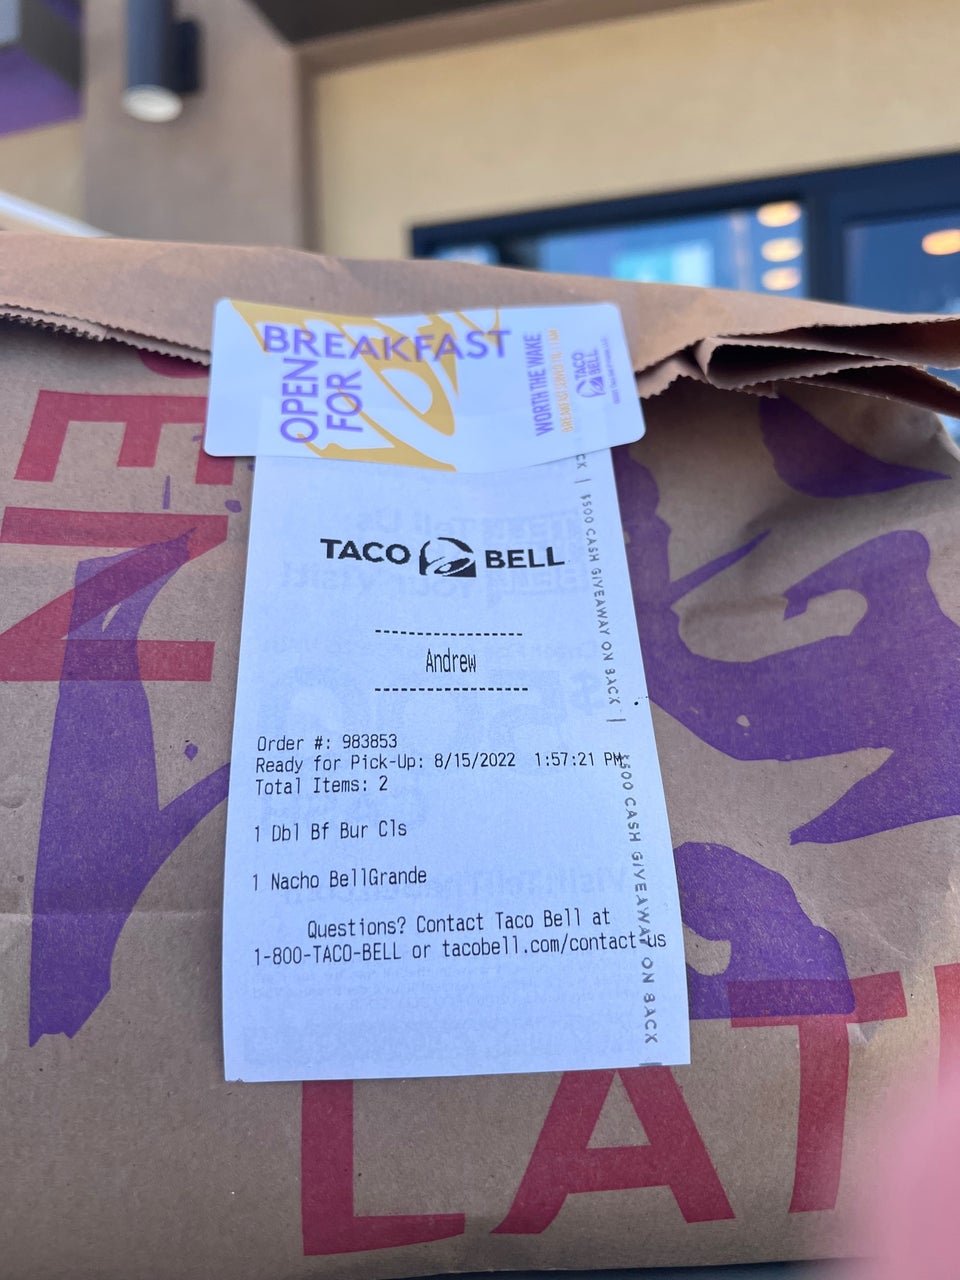 BREAKFAST
OPEN
FOR
WORTH THE WAKE
TACO
BELL
TACO BELL
Andrew
Order #: 983853
Ready for Pick-Up: 8/15/2022 1:57:21 PM
Total Items: 2
1 Dbl Bf Bur Cls
1 Nacho BellGrande
Questions? Contact Taco Bell at
1-800-TACO-BELL or tacobell.com/contact-us
CK | $500 CASH GIVEAWAY ON BACK |
$500 CASH GIVEAWAY ON BACK |
LAT